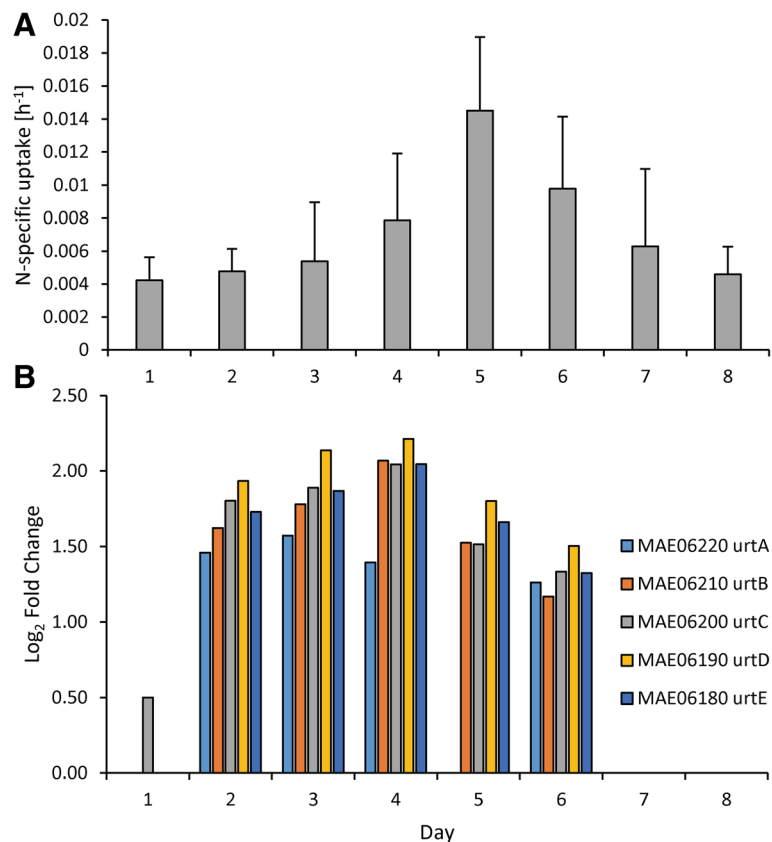 A
0.02
0.018
0.016
0.014
0.012
0.01
0.008
0.006
0.004
0.002
0
N-specific uptake [h⁻¹]
1 2 3 4 5 6 7 8
B
2.50
2.00
1.50
1.00
0.50
0.00
Log₂ Fold Change
MAE06220 urtA
MAE06210 urtB
MAE06200 urtC
MAE06190 urtD
MAE06180 urtE
1 2 3 4 5 6 7 8
Day